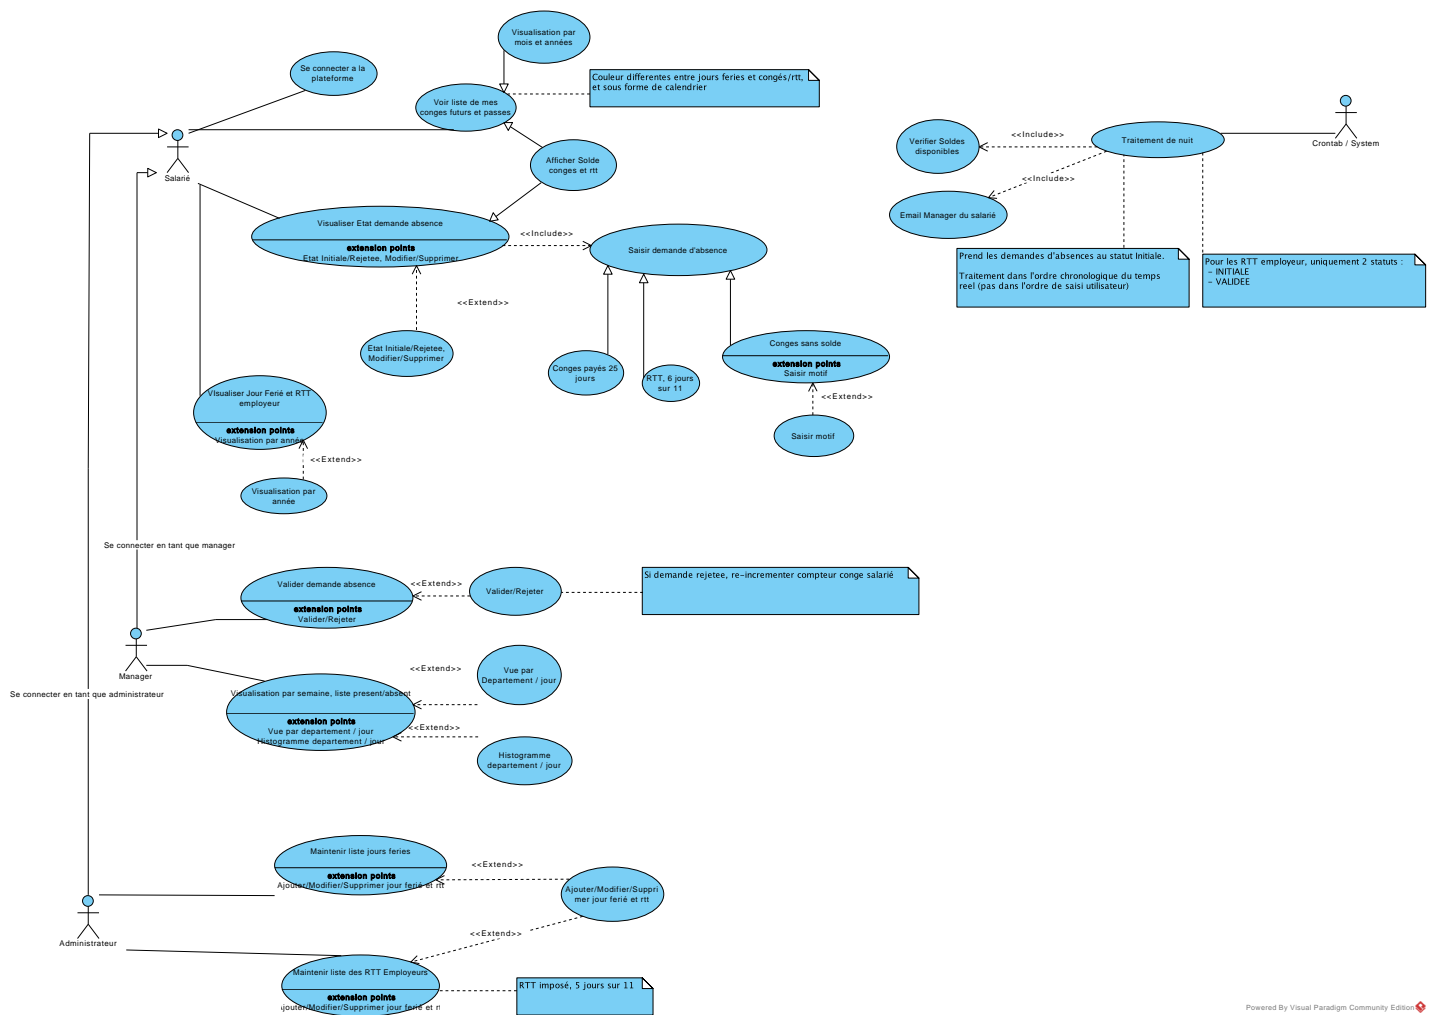 Visualisation par
mois et années
Se connecter a la
plateforme
Couleur differentes entre jours feries et congés/rtt,
et sous forme de calendrier
Voir liste de mes
conges futurs et passes
Salarié
Afficher Solde
conges et rtt
Verifier Soldes
disponibles
<<Include>>
Traitement de nuit
Crontab / System
<<Include>>
Email Manager du salarié
Visualiser Etat demande absence
extension points
Etat Initiale/Rejetee, Modifier/Supprimer
<<Include>>
Saisir demande d'absence
Prend les demandes d'absences au statut Initiale.
Traitement dans l'ordre chronologique du temps
reel (pas dans l'ordre de saisi utilisateur)
Pour les RTT employeur, uniquement 2 statuts :
- INITIALE
- VALIDEE
<<Extend>>
Etat Initiale/Rejetee,
Modifier/Supprimer
Conges payés 25
jours
RTT, 6 jours
sur 11
Conges sans solde
extension points
Saisir motif
<<Extend>>
Saisir motif
VIsualiser Jour Ferié et RTT
employeur
extension points
Visualisation par année
<<Extend>>
Visualisation par
année
Se connecter en tant que manager
Valider demande absence
extension points
Valider/Rejeter
<<Extend>>
Valider/Rejeter
Si demande rejetee, re-incrementer compteur conge salarié
Manager
Se connecter en tant que administrateur
Visualisation par semaine, liste present/absent
extension points
Vue par departement / jour
Histogramme departement / jour
<<Extend>>
Vue par
Departement / jour
<<Extend>>
Histogramme
departement / jour
Maintenir liste jours feries
extension points
Ajouter/Modifier/Supprimer jour ferié et rtt
<<Extend>>
Ajouter/Modifier/Suppri
mer jour ferié et rtt
<<Extend>>
Administrateur
Maintenir liste des RTT Employeurs
extension points
jouter/Modifier/Supprimer jour ferié et rt
RTT imposé, 5 jours sur 11
Powered By Visual Paradigm Community Edition